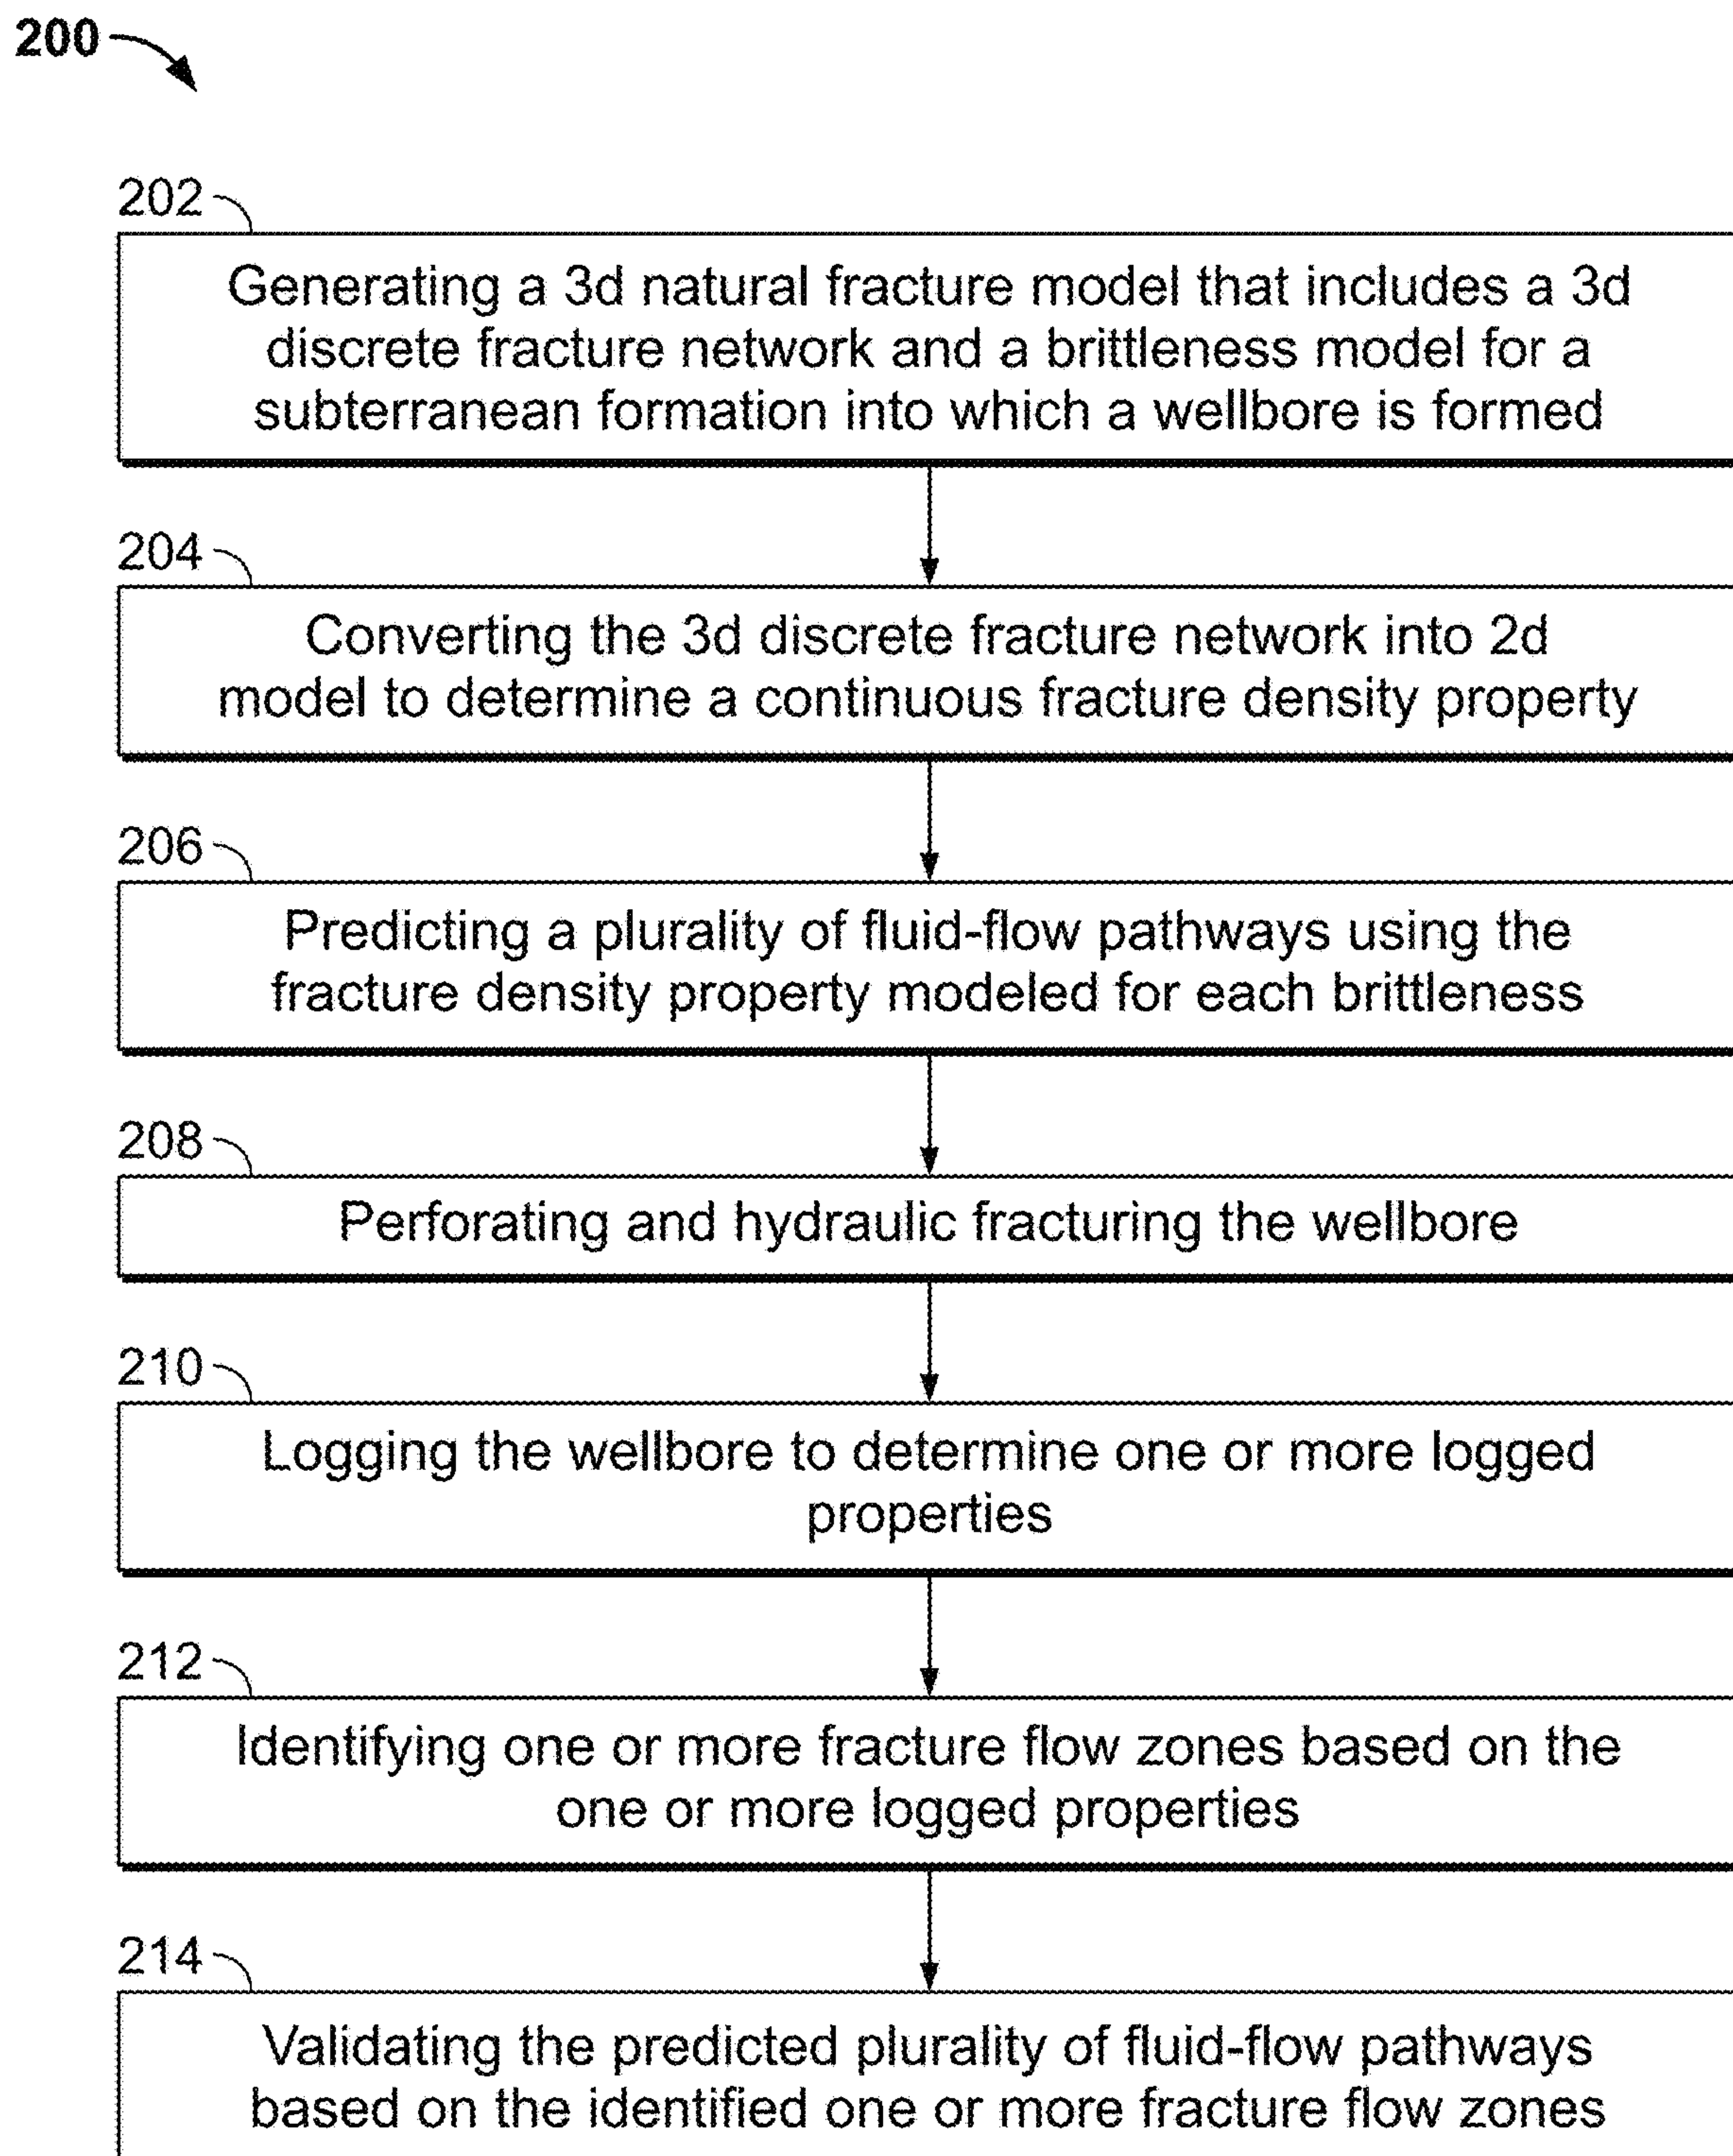 200
202
Generating a 3d natural fracture model that includes a 3d
discrete fracture network and a brittleness model for a
subterranean formation into which a wellbore is formed
204
Converting the 3d discrete fracture network into 2d
model to determine a continuous fracture density property
206
Predicting a plurality of fluid-flow pathways using the
fracture density property modeled for each brittleness
208
Perforating and hydraulic fracturing the wellbore
210
Logging the wellbore to determine one or more logged
properties
212
Identifying one or more fracture flow zones based on the
one or more logged properties
214
Validating the predicted plurality of fluid-flow pathways
based on the identified one or more fracture flow zones